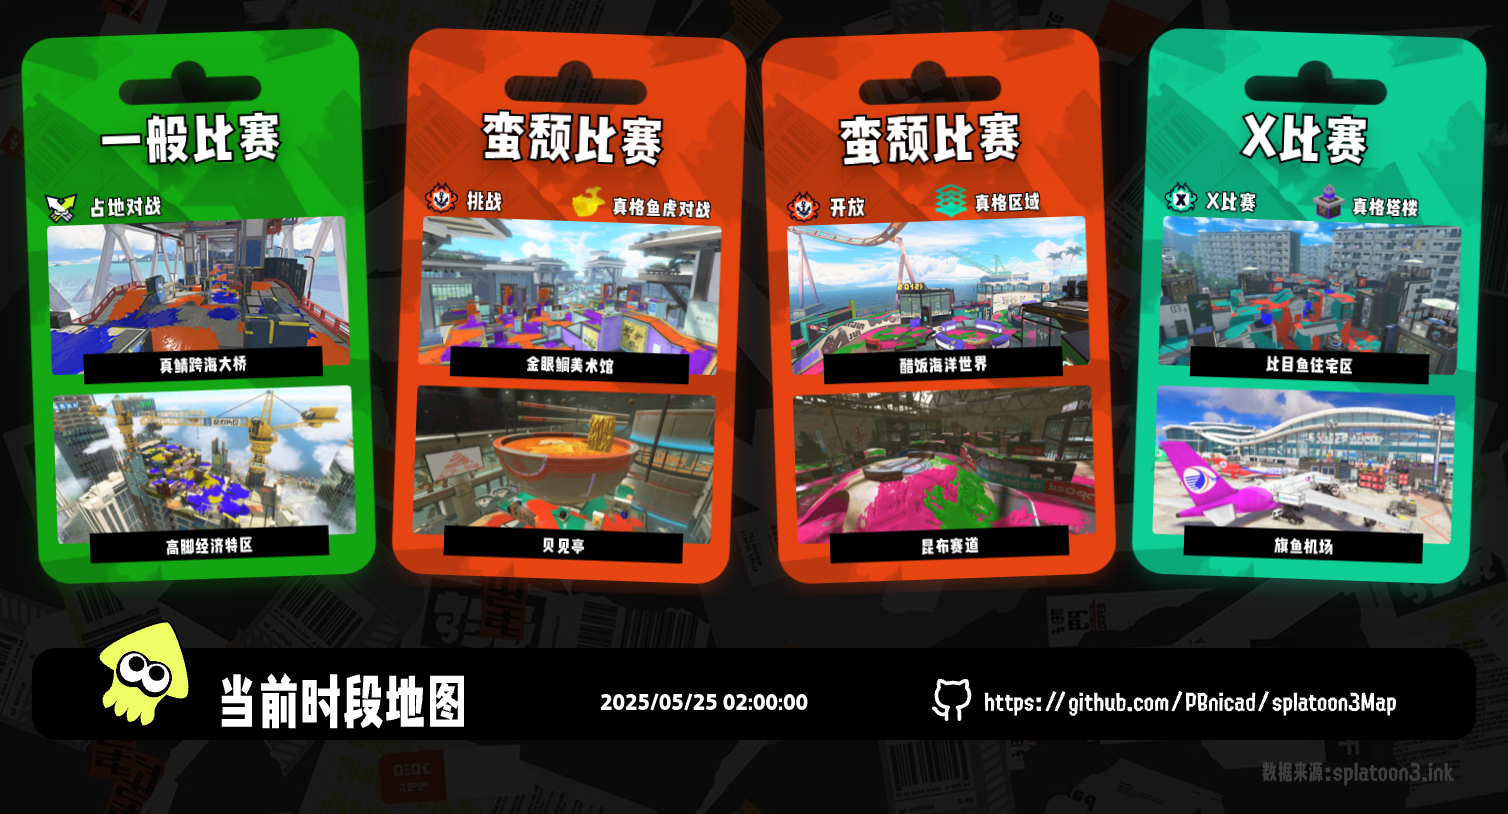 一般比赛
占地对战
真鲭跨海大桥
高脚经济特区
蛮颓比赛
挑战
真格鱼虎对战
金眼鲷美术馆
贝见亭
蛮颓比赛
开放
真格区域
醋饭海洋世界
昆布赛道
X比赛
X比赛
真格塔楼
比目鱼住宅区
旗鱼机场
当前时段地图
2025/05/25 02:00:00
https://github.com/PBnicad/splatoon3Map
数据来源:splatoon3.ink